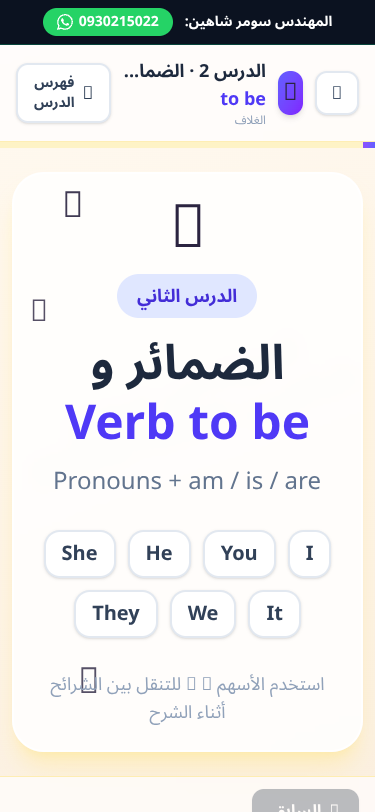 المهندس سومر شاهين: 0930215022
الدرس 2 · الضما...
to be
الغلاف
فهرس
الدرس
الدرس الثاني
الضمائر و
Verb to be
Pronouns + am / is / are
I You He She
It We They
استخدم الأسهم للتنقل بين الشرائح
أثناء الشرح
السابق